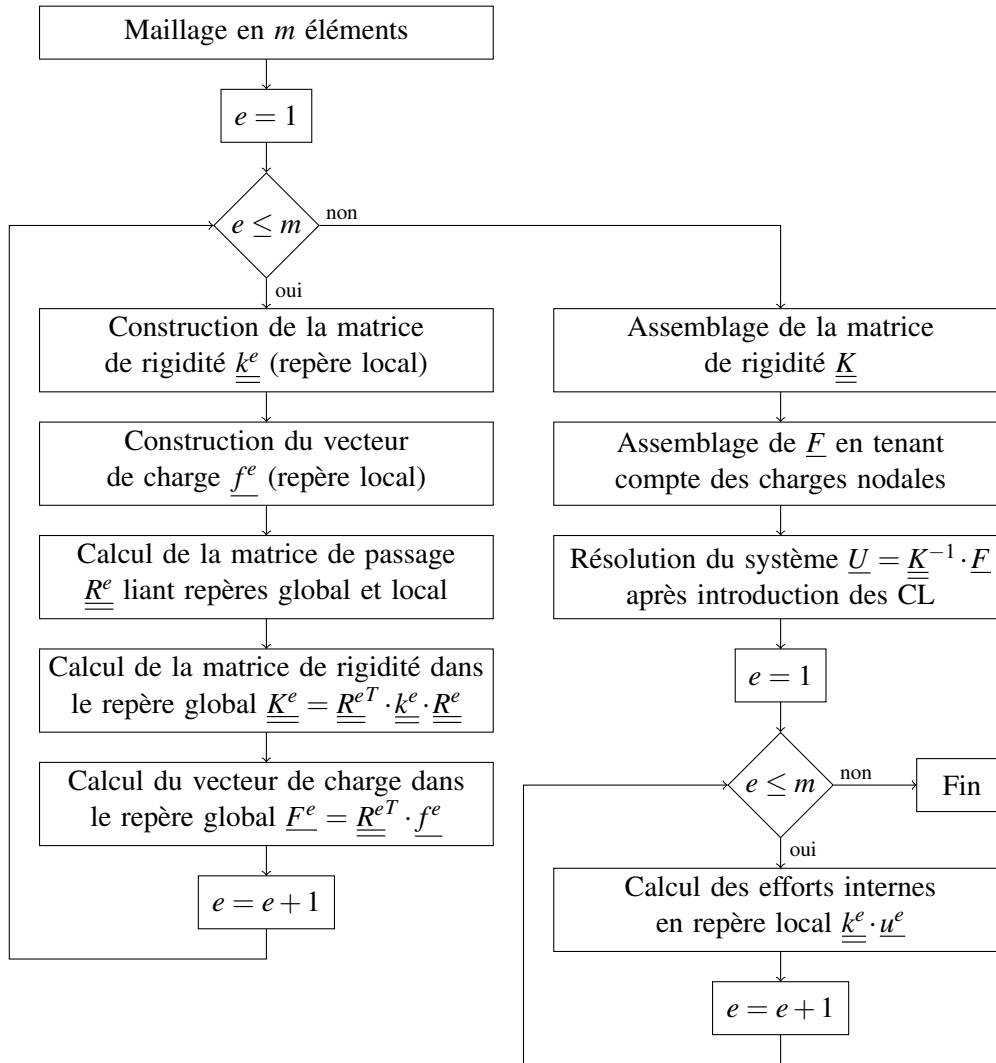 Maillage en m éléments
e = 1
e ≤ m
non
oui
Construction de la matrice
de rigidité k^e (repère local)
Construction du vecteur
de charge f^e (repère local)
Calcul de la matrice de passage
R^e liant repères global et local
Calcul de la matrice de rigidité dans
le repère global K^e = R^e^T · k^e · R^e
Calcul du vecteur de charge dans
le repère global F^e = R^e^T · f^e
e = e + 1
Assemblage de la matrice
de rigidité K
Assemblage de F en tenant
compte des charges nodales
Résolution du système U = K^−1 · F
après introduction des CL
e = 1
e ≤ m
non
Fin
oui
Calcul des efforts internes
en repère local k^e · u^e
e = e + 1